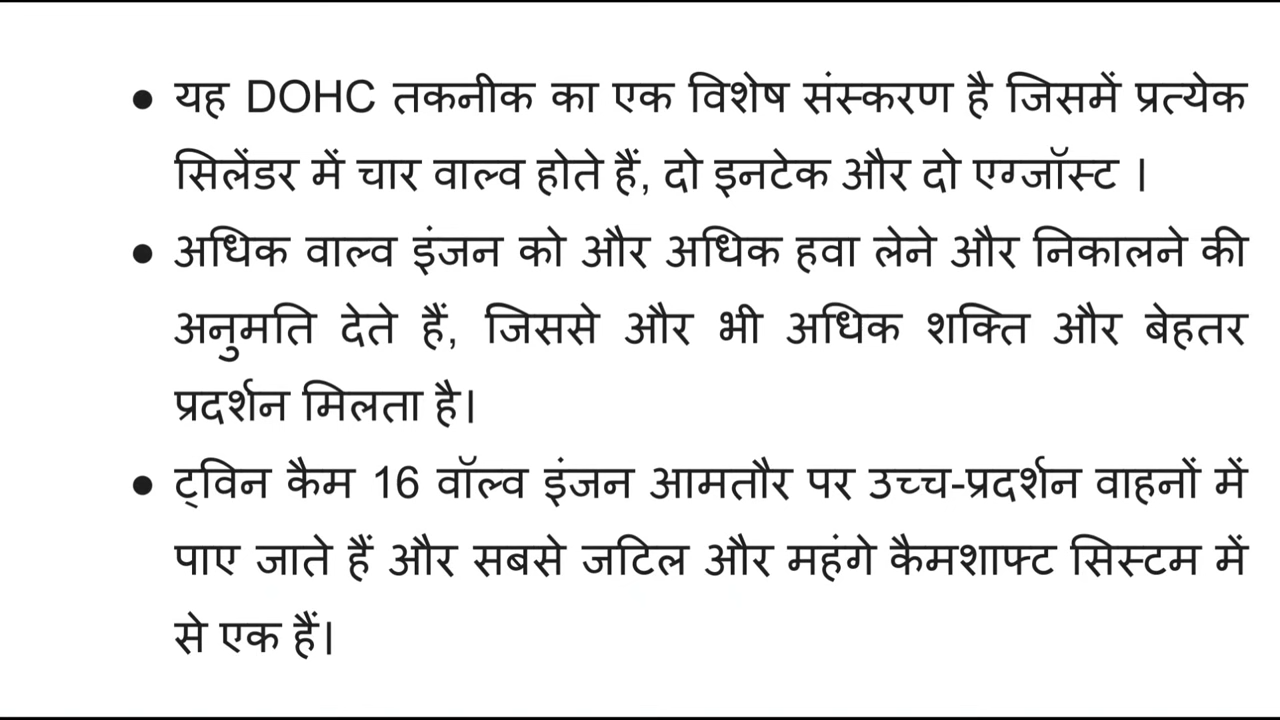 ● यह DOHC तकनीक का एक विशेष संस्करण है जिसमें प्रत्येक
सिलेंडर में चार वाल्व होते हैं, दो इनटेक और दो एग्जॉस्ट ।
● अधिक वाल्व इंजन को और अधिक हवा लेने और निकालने की
अनुमति देते हैं, जिससे और भी अधिक शक्ति और बेहतर
प्रदर्शन मिलता है।
● ट्विन कैम 16 वॉल्व इंजन आमतौर पर उच्च-प्रदर्शन वाहनों में
पाए जाते हैं और सबसे जटिल और महंगे कैमशाफ्ट सिस्टम में
से एक हैं।